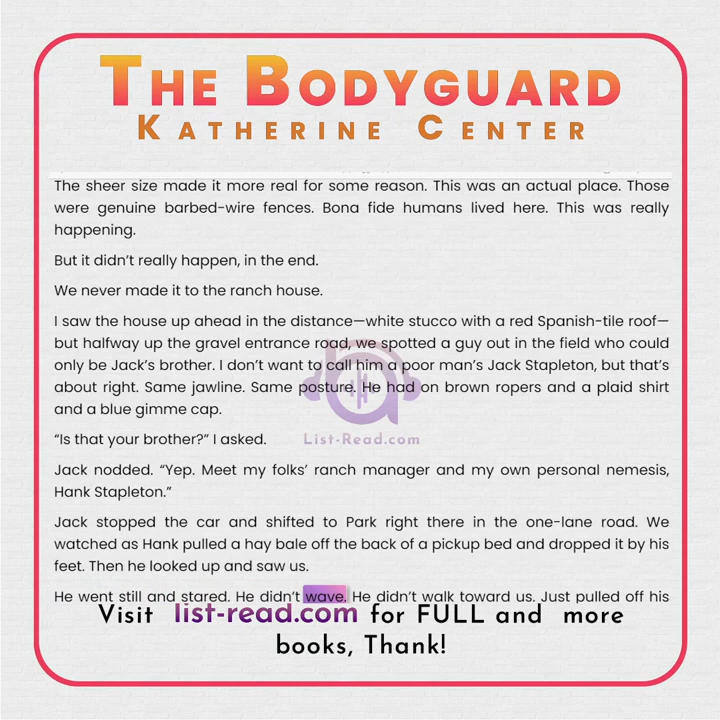 THE BODYGUARD
KATHERINE CENTER
The sheer size made it more real for some reason. This was an actual place. Those
were genuine barbed-wire fences. Bona fide humans lived here. This was really
happening.
But it didn’t really happen, in the end.
We never made it to the ranch house.
I saw the house up ahead in the distance—white stucco with a red Spanish-tile roof—
but halfway up the gravel entrance road, we spotted a guy out in the field who could
only be Jack’s brother. I don’t want to call him a poor man’s Jack Stapleton, but that’s
about right. Same jawline. Same posture. He had on brown ropers and a plaid shirt
and a blue gimme cap.
“Is that your brother?” I asked.
List-Read.com
Jack nodded. “Yep. Meet my folks’ ranch manager and my own personal nemesis,
Hank Stapleton.”
Jack stopped the car and shifted to Park right there in the one-lane road. We
watched as Hank pulled a hay bale off the back of a pickup bed and dropped it by his
feet. Then he looked up and saw us.
He went still and stared. He didn’t wave. He didn’t walk toward us. Just pulled off his
Visit list-read.com for FULL and more
books, Thank!